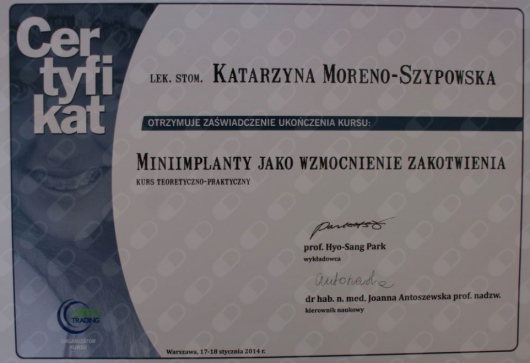 Cer
tyfi
kat
LEK. STOM. KATARZYNA MORENO-SZYPOWSKA
OTRZYMUJE ZAŚWIADCZENIE UKOŃCZENIA KURSU:
MINIIMPLANTY JAKO WZMOCNIENIE ZAKOTWIENIA
KURS TEORETYCZNO-PRAKTYCZNY
prof. Hyo-Sang Park
wykładowca
dr hab. n. med. Joanna Antoszewska prof. nadzw.
kierownik naukowy
TRADING
ORGANIZATOR
KURSU
Warszawa, 17-18 stycznia 2014 r.